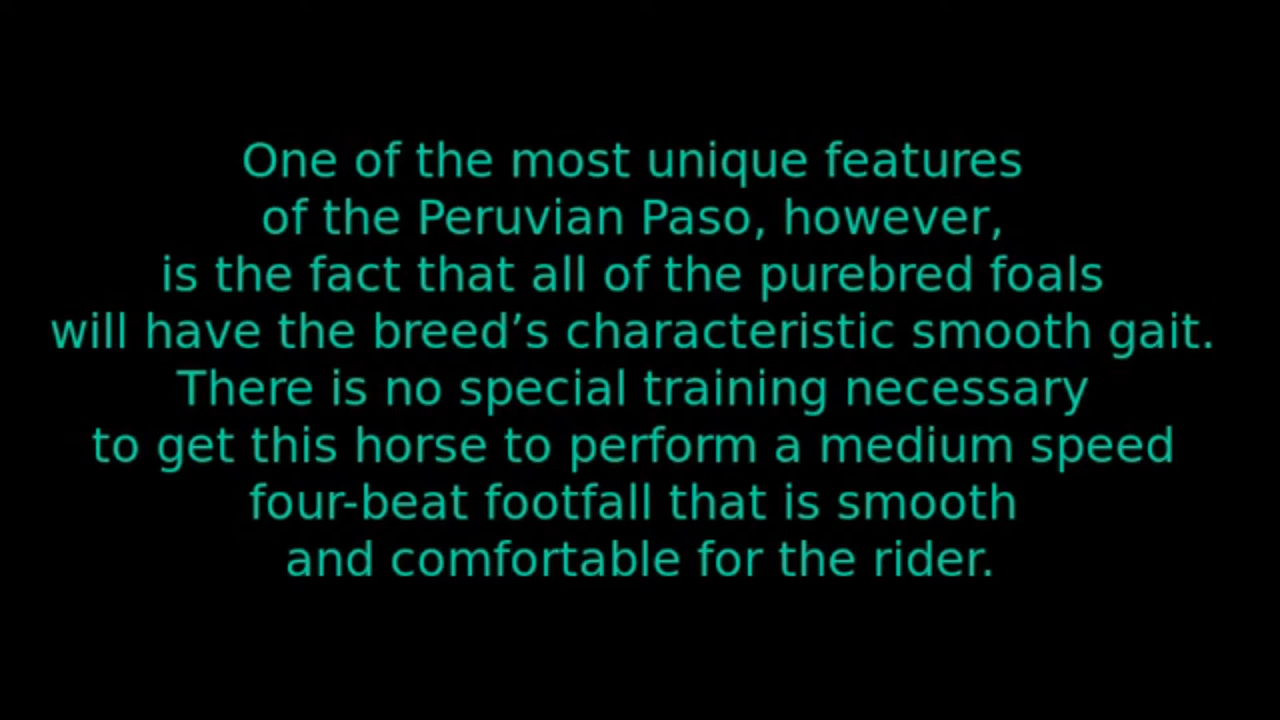 One of the most unique features
of the Peruvian Paso, however,
is the fact that all of the purebred foals
will have the breed’s characteristic smooth gait.
There is no special training necessary
to get this horse to perform a medium speed
four-beat footfall that is smooth
and comfortable for the rider.